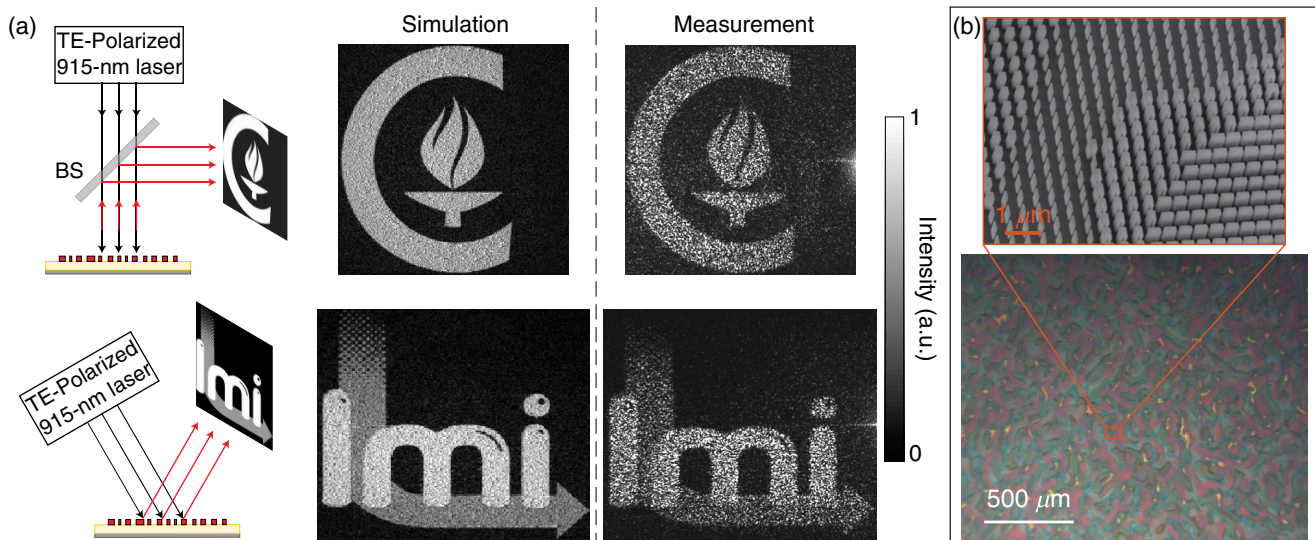 (a)
TE-Polarized
915-nm laser
BS
Simulation
Measurement
C
lmi
TE-Polarized
915-nm laser
lmi
lmi
1
Intensity (a.u.)
0
(b)
1 μm
500 μm